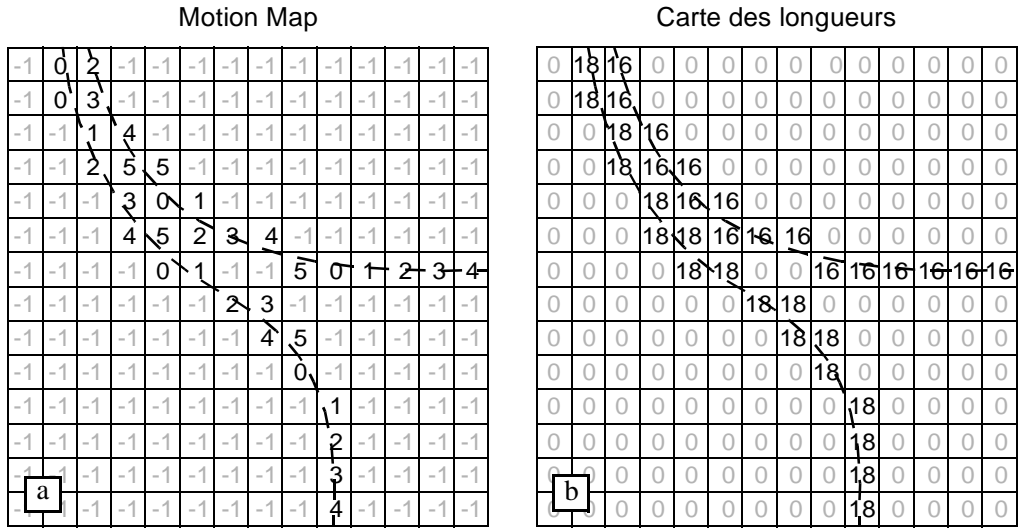 Motion Map
-1 0 2 -1 -1 -1 -1 -1 -1 -1 -1 -1 -1 -1
-1 0 3 -1 -1 -1 -1 -1 -1 -1 -1 -1 -1 -1
-1 -1 1 4 -1 -1 -1 -1 -1 -1 -1 -1 -1 -1
-1 -1 2 5 5 -1 -1 -1 -1 -1 -1 -1 -1 -1
-1 -1 -1 3 0 1 -1 -1 -1 -1 -1 -1 -1 -1
-1 -1 -1 4 5 2 3 4 -1 -1 -1 -1 -1 -1
-1 -1 -1 -1 0 1 -1 -1 5 0 1 2 3 4
-1 -1 -1 -1 -1 -1 2 3 -1 -1 -1 -1 -1 -1
-1 -1 -1 -1 -1 -1 -1 4 5 -1 -1 -1 -1 -1
-1 -1 -1 -1 -1 -1 -1 -1 0 -1 -1 -1 -1 -1
-1 -1 -1 -1 -1 -1 -1 -1 -1 1 -1 -1 -1 -1
-1 -1 -1 -1 -1 -1 -1 -1 -1 2 -1 -1 -1 -1
-1 -1 -1 -1 -1 -1 -1 -1 -1 3 -1 -1 -1 -1
-1 -1 -1 -1 -1 -1 -1 -1 -1 4 -1 -1 -1 -1
a
Carte des longueurs
0 18 16 0 0 0 0 0 0 0 0 0 0 0
0 18 16 0 0 0 0 0 0 0 0 0 0 0
0 0 18 16 0 0 0 0 0 0 0 0 0 0
0 0 18 16 16 0 0 0 0 0 0 0 0 0
0 0 0 18 16 16 0 0 0 0 0 0 0 0
0 0 0 18 18 16 16 16 0 0 0 0 0 0
0 0 0 0 18 18 0 0 16 16 16 16 16 16
0 0 0 0 0 0 18 18 0 0 0 0 0 0
0 0 0 0 0 0 0 18 18 0 0 0 0 0
0 0 0 0 0 0 0 0 18 0 0 0 0 0
0 0 0 0 0 0 0 0 0 18 0 0 0 0
0 0 0 0 0 0 0 0 0 18 0 0 0 0
0 0 0 0 0 0 0 0 0 18 0 0 0 0
0 0 0 0 0 0 0 0 0 18 0 0 0 0
b